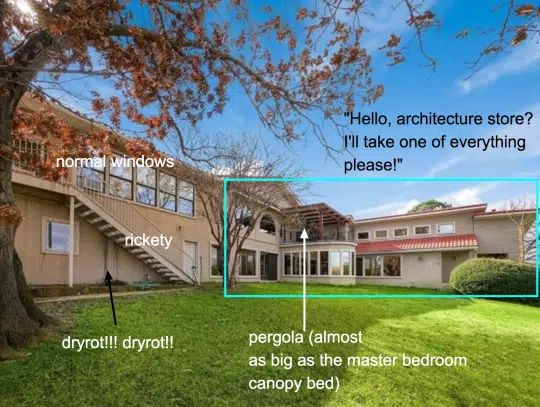 "Hello, architecture store?
I'll take one of everything
please!"
normal windows
rickety
dryrot!!! dryrot!!
pergola (almost
as big as the master bedroom
canopy bed)